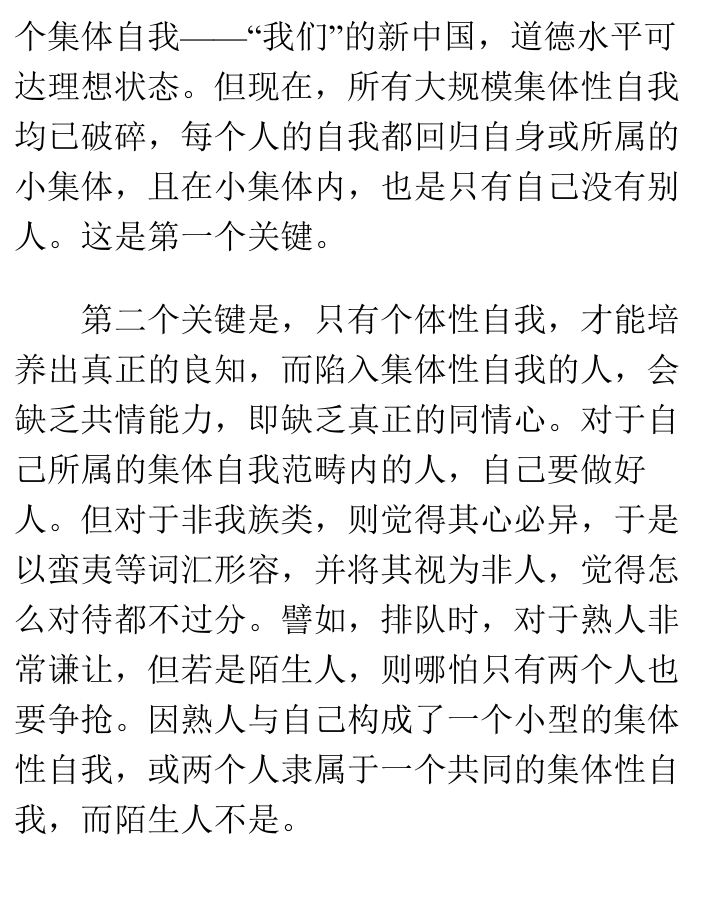 个集体自我——“我们”的新中国，道德水平可
达理想状态。但现在，所有大规模集体性自我
均已破碎，每个人的自我都回归自身或所属的
小集体，且在小集体内，也是只有自己没有别
人。这是第一个关键。
第二个关键是，只有个体性自我，才能培
养出真正的良知，而陷入集体性自我的人，会
缺乏共情能力，即缺乏真正的同情心。对于自
己所属的集体自我范畴内的人，自己要做好
人。但对于非我族类，则觉得其心必异，于是
以蛮夷等词汇形容，并将其视为非人，觉得怎
么对待都不过分。譬如，排队时，对于熟人非
常谦让，但若是陌生人，则哪怕只有两个人也
要争抢。因熟人与自己构成了一个小型的集体
性自我，或两个人隶属于一个共同的集体性自
我，而陌生人不是。